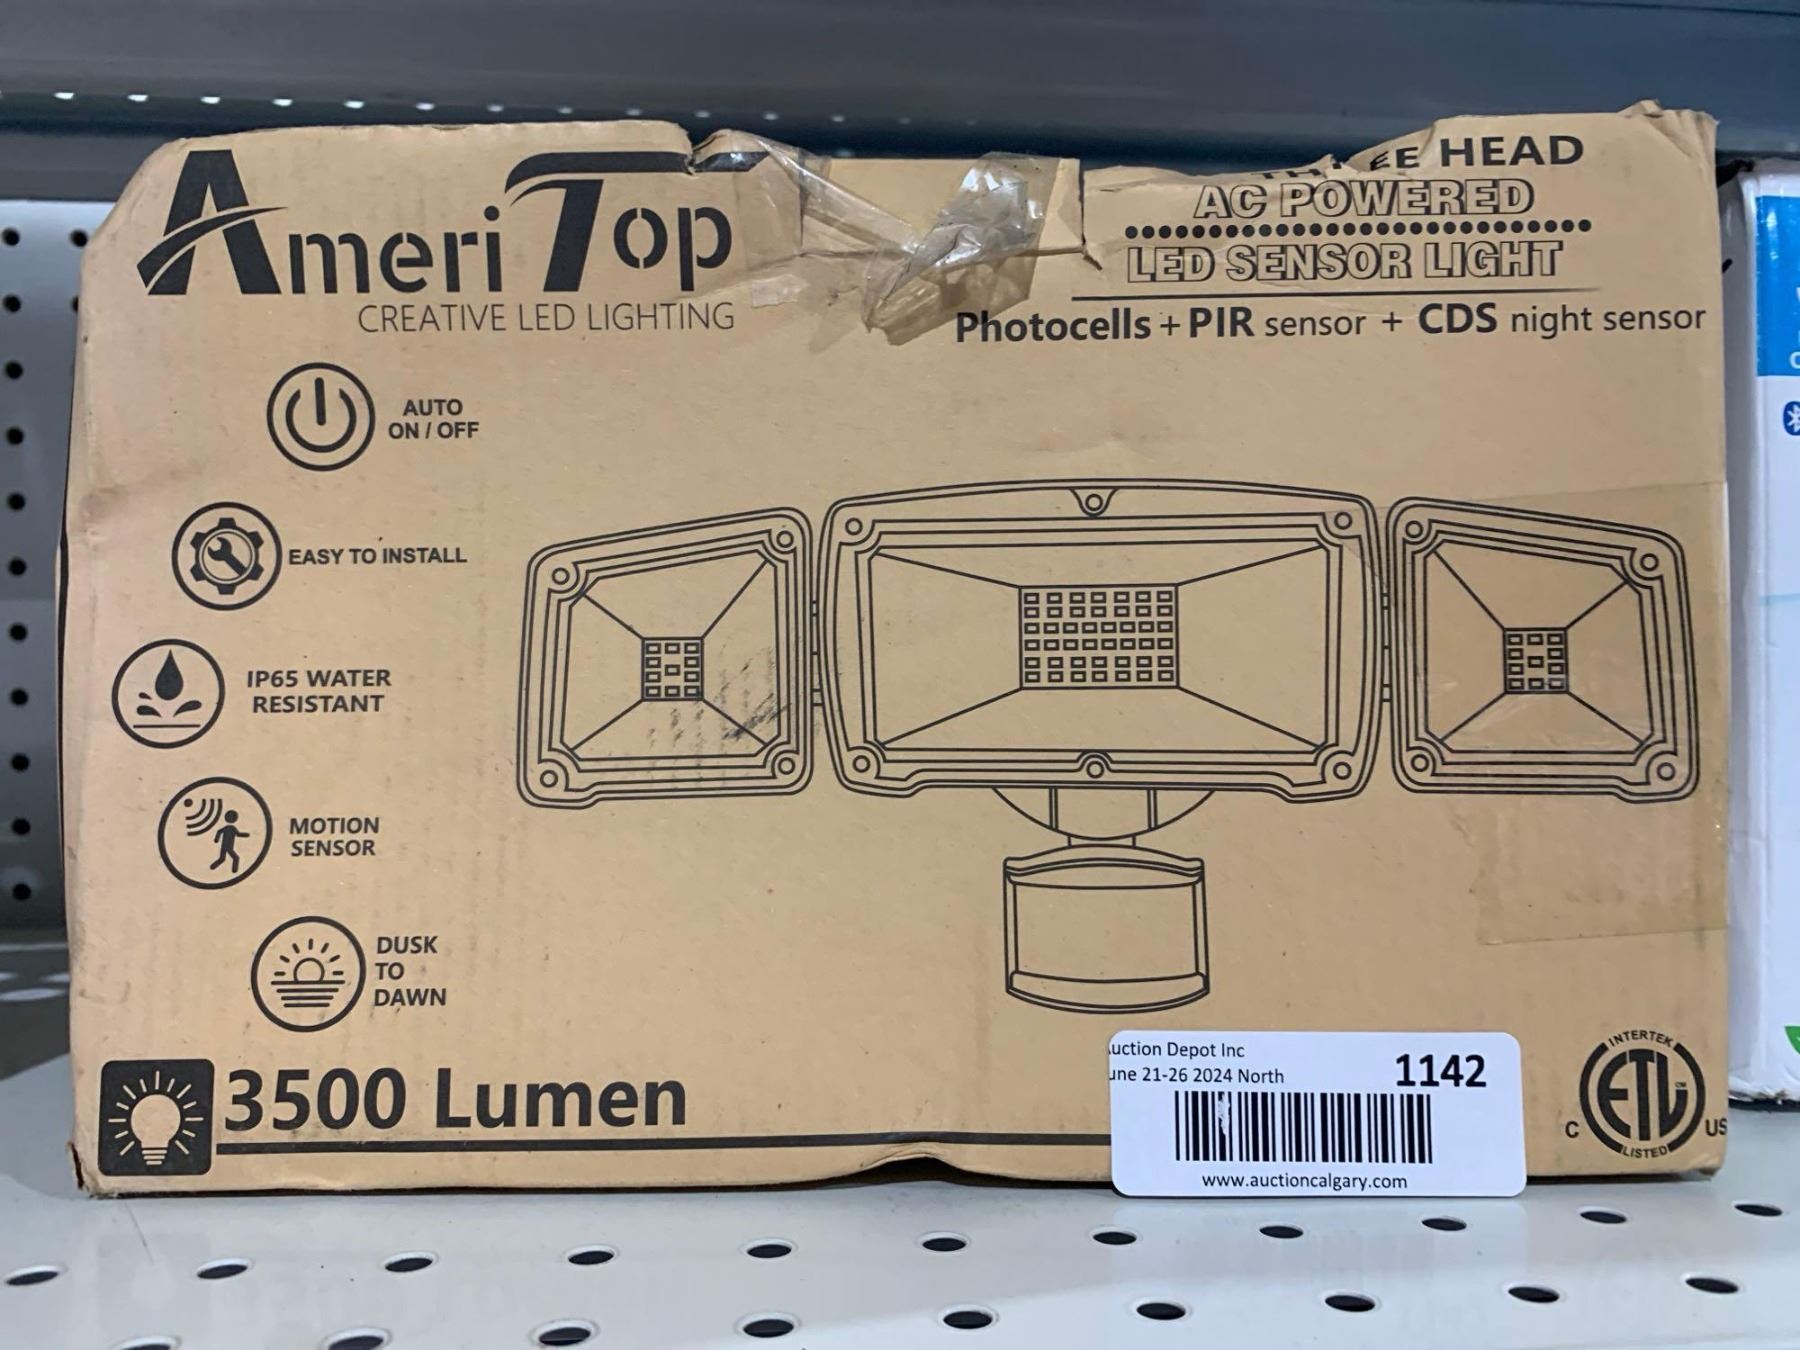 Ameri Top
CREATIVE LED LIGHTING
HEAD
AC POWERED
LED SENSOR LIGHT
Photocells + PIR sensor + CDS night sensor
AUTO
ON / OFF
EASY TO INSTALL
IP65 WATER
RESISTANT
MOTION
SENSOR
DUSK
TO
DAWN
3500 Lumen
uction Depot Inc
une 21-26 2024 North
1142
www.auctioncalgary.com
INTERTEK
ETL
C US
LISTED